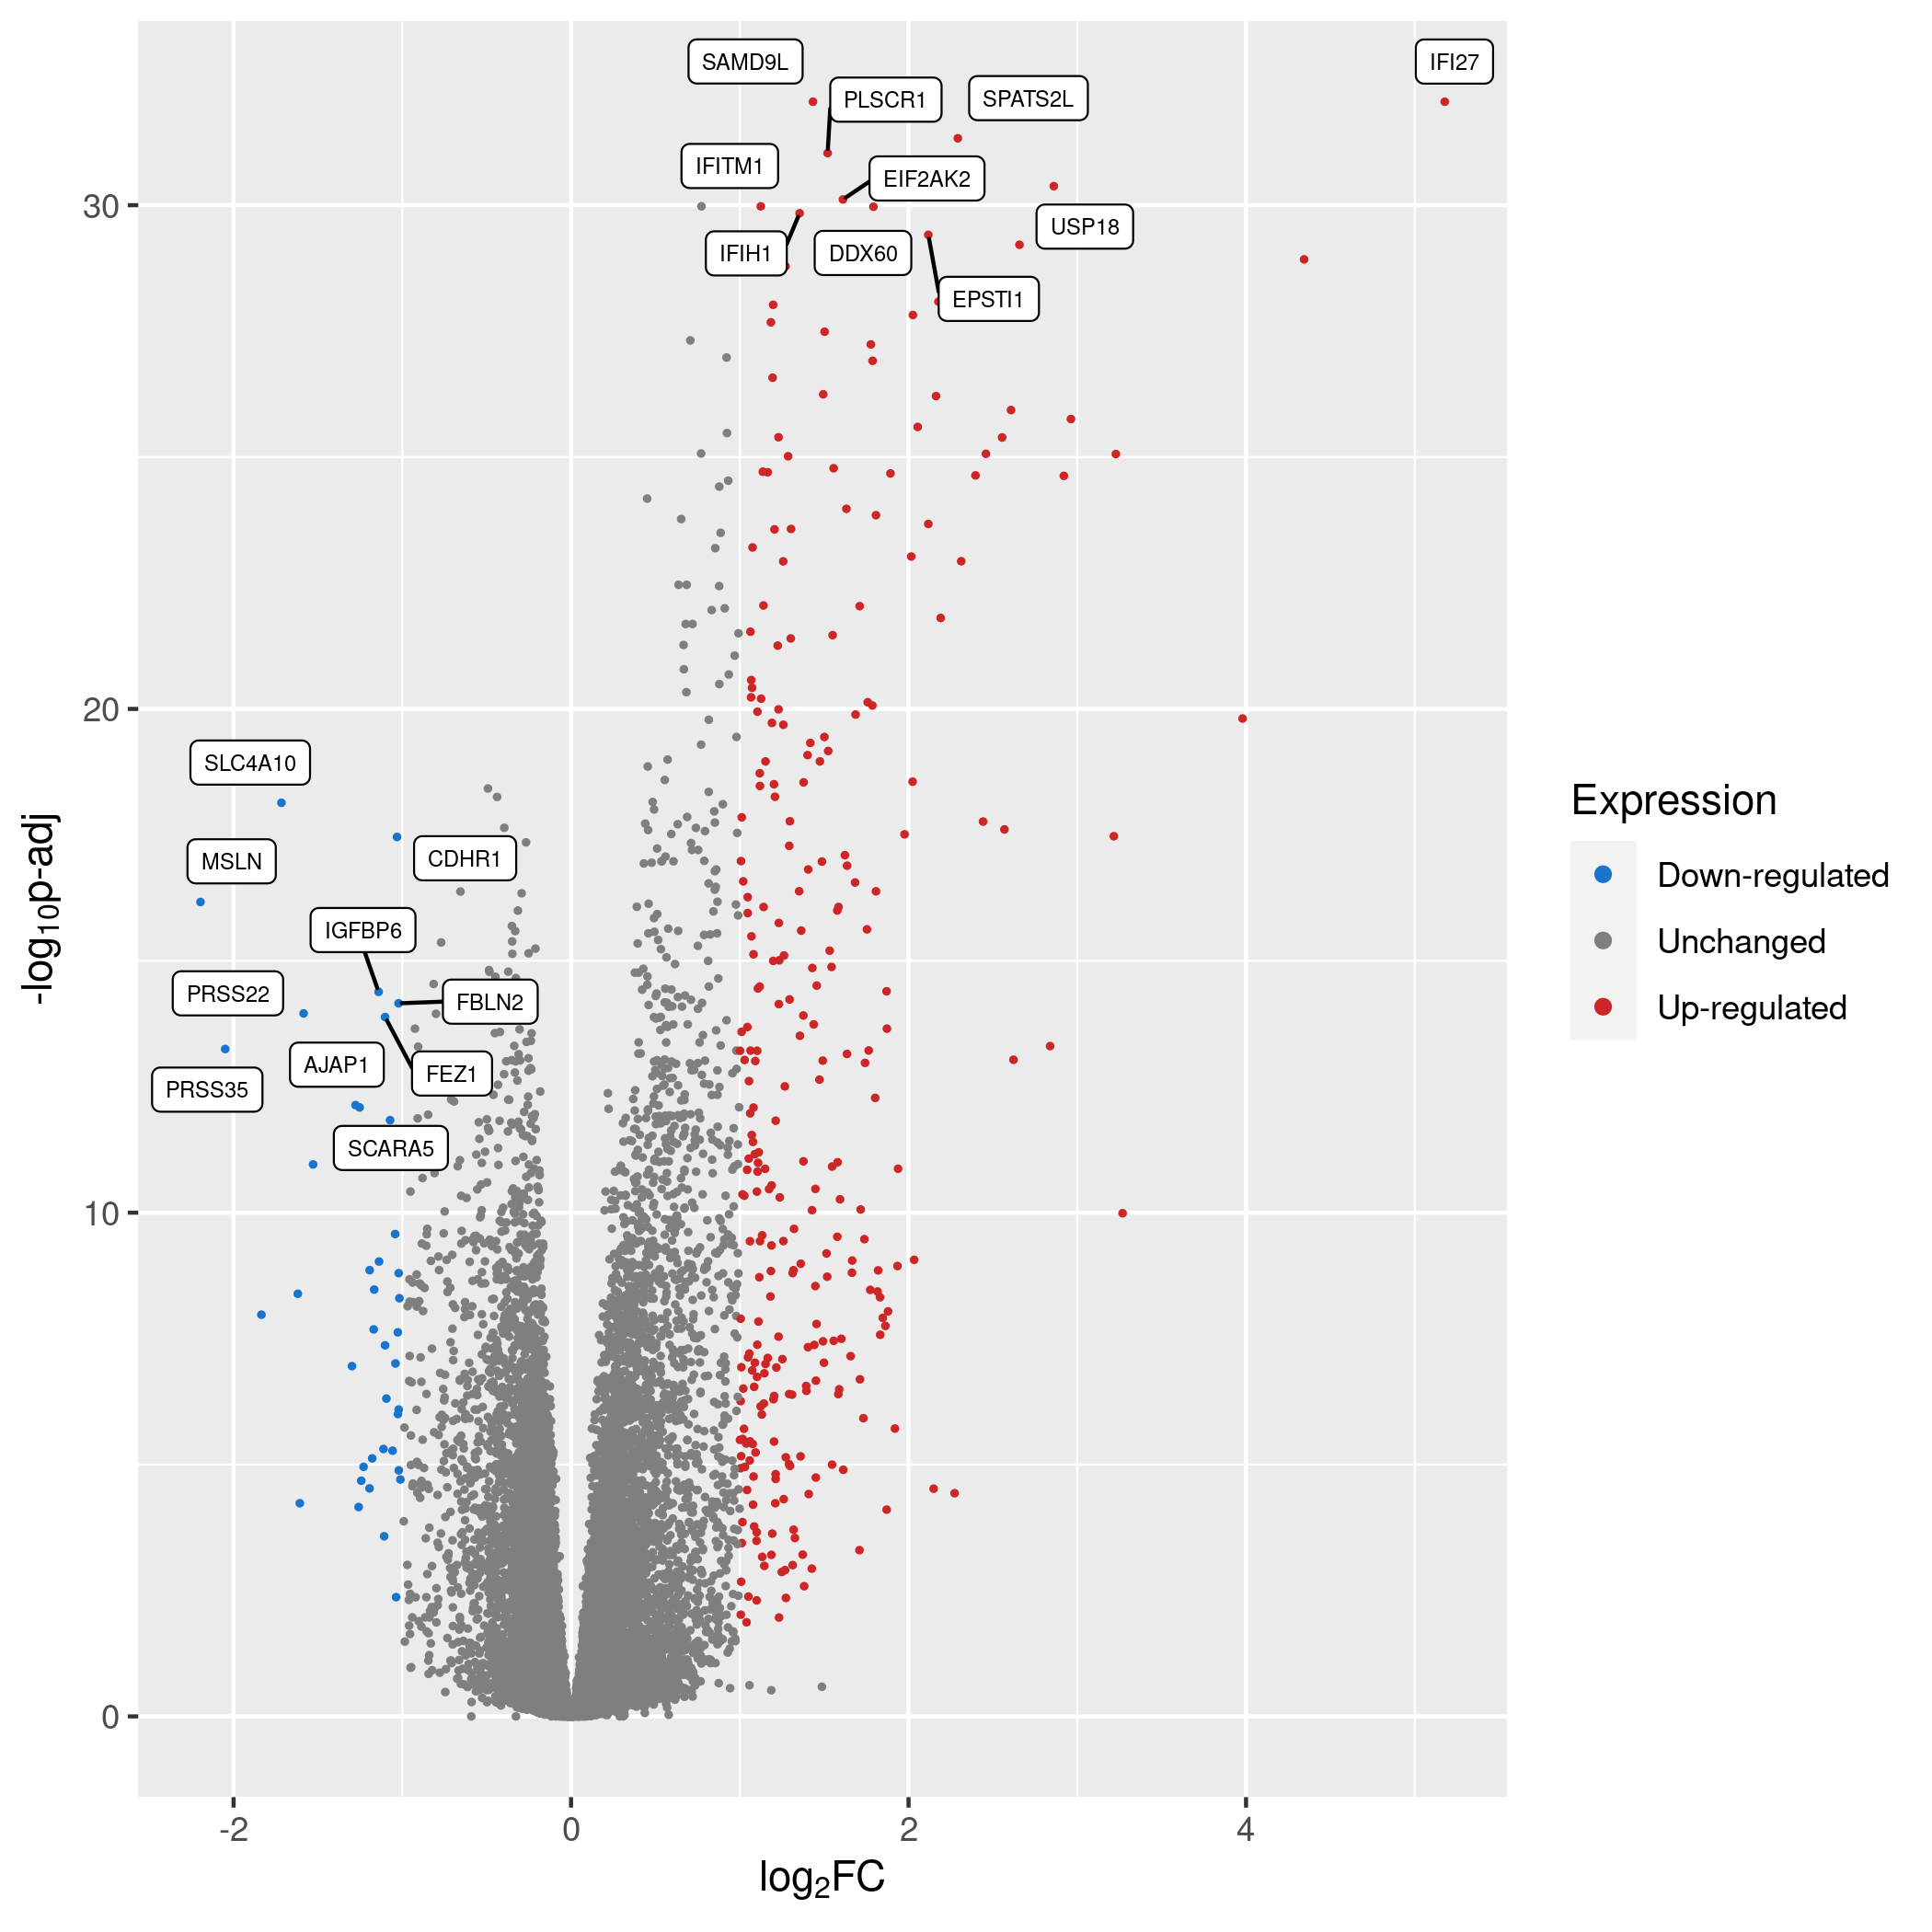 SAMD9L
IFI27
PLSCR1
SPATS2L
IFITM1
EIF2AK2
USP18
IFIH1
DDX60
EPSTI1
SLC4A10
MSLN
CDHR1
IGFBP6
PRSS22
FBLN2
AJAP1
FEZ1
PRSS35
SCARA5
30
20
10
0
-2
0
2
4
log₂FC
-log₁₀p-adj
Expression
Down-regulated
Unchanged
Up-regulated